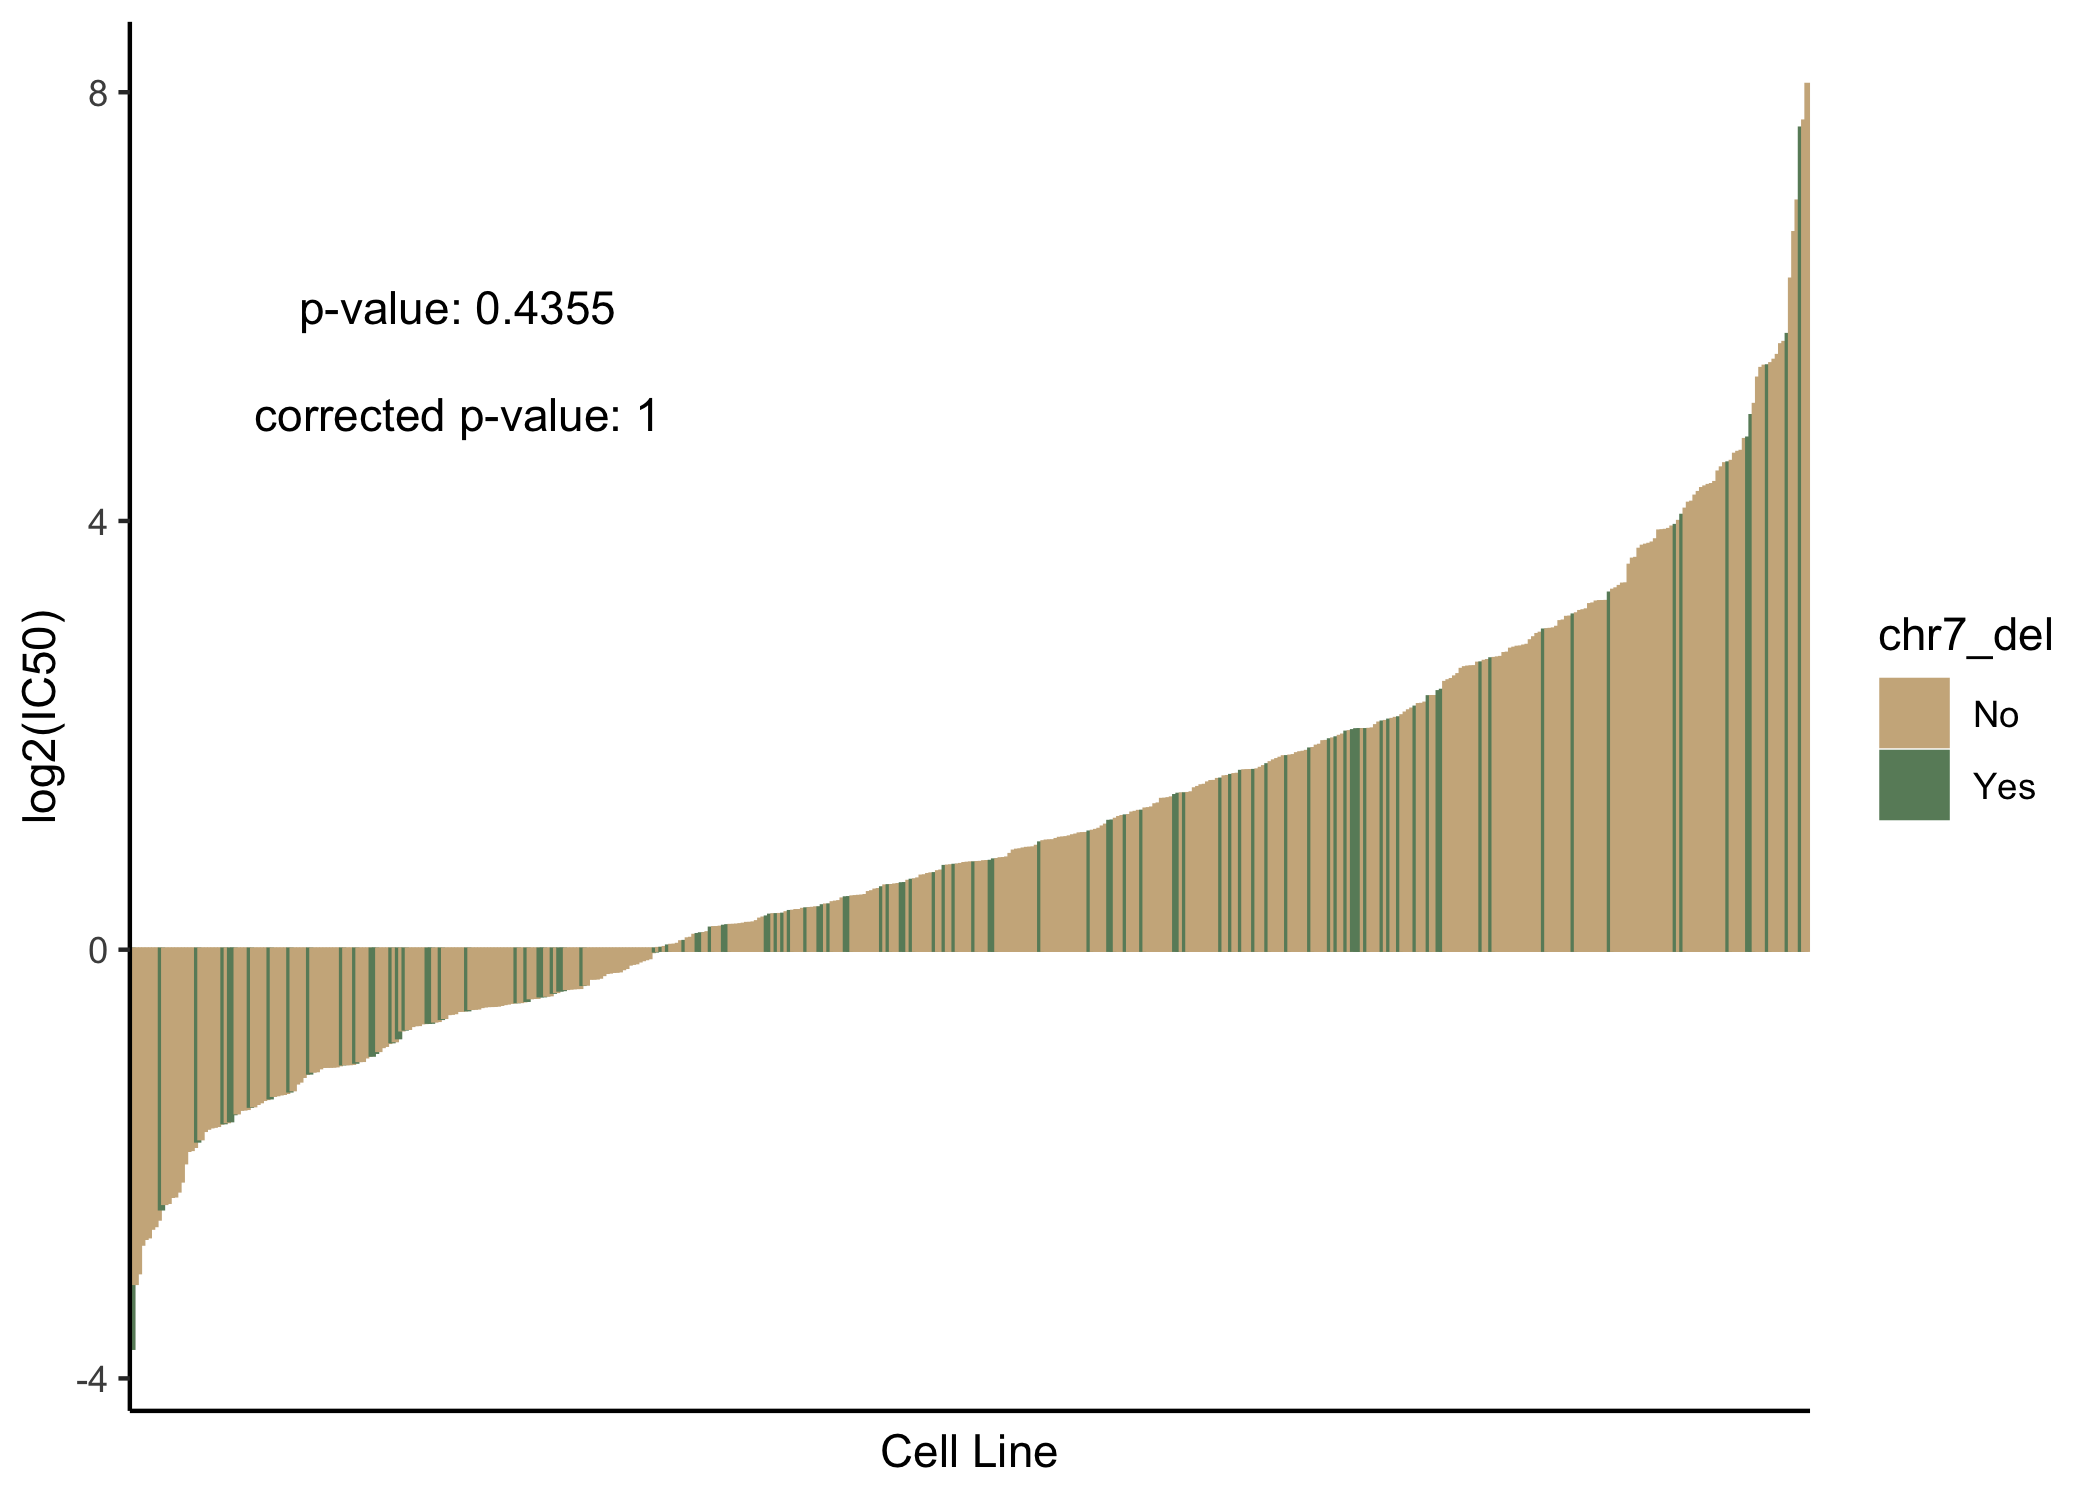 8
p-value: 0.4355
corrected p-value: 1
4
log2(IC50)
0
-4
Cell Line
chr7_del
No
Yes